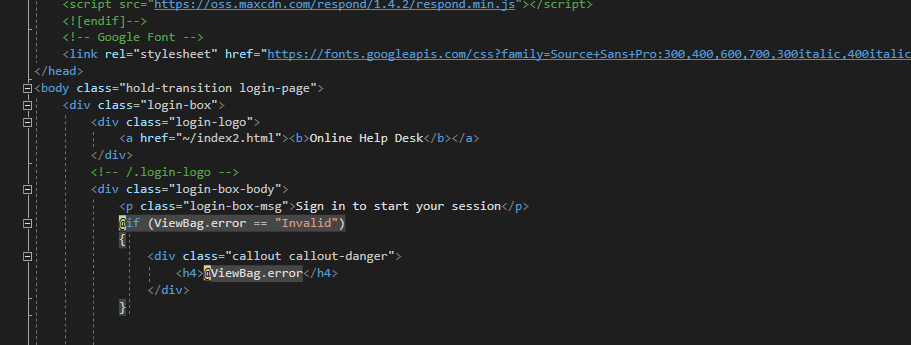 <script src="https://oss.maxcdn.com/respond/1.4.2/respond.min.js"></script>
<![endif]-->
<!-- Google Font -->
<link rel="stylesheet" href="https://fonts.googleapis.com/css?family=Source+Sans+Pro:300,400,600,700,300italic,400italic
</head>
<body class="hold-transition login-page">
<div class="login-box">
<div class="login-logo">
<a href="~/index2.html"><b>Online Help Desk</b></a>
</div>
<!-- /.login-logo -->
<div class="login-box-body">
<p class="login-box-msg">Sign in to start your session</p>
@if (ViewBag.error == "Invalid")
{
<div class="callout callout-danger">
<h4>@ViewBag.error</h4>
</div>
}